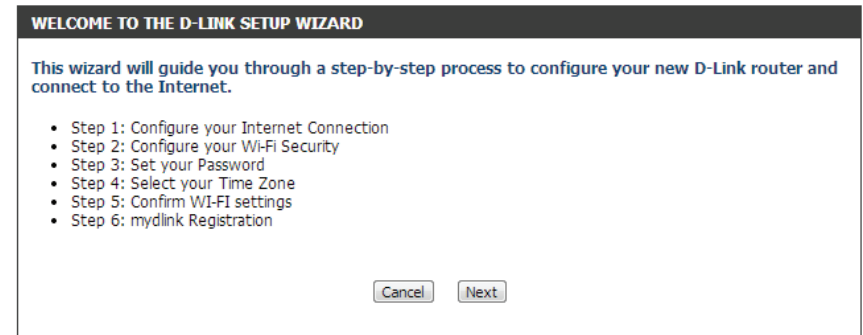 WELCOME TO THE D-LINK SETUP WIZARD
This wizard will guide you through a step-by-step process to configure your new D-Link router and
connect to the Internet.
• Step 1: Configure your Internet Connection
• Step 2: Configure your Wi-Fi Security
• Step 3: Set your Password
• Step 4: Select your Time Zone
• Step 5: Confirm WI-FI settings
• Step 6: mydlink Registration
Cancel Next